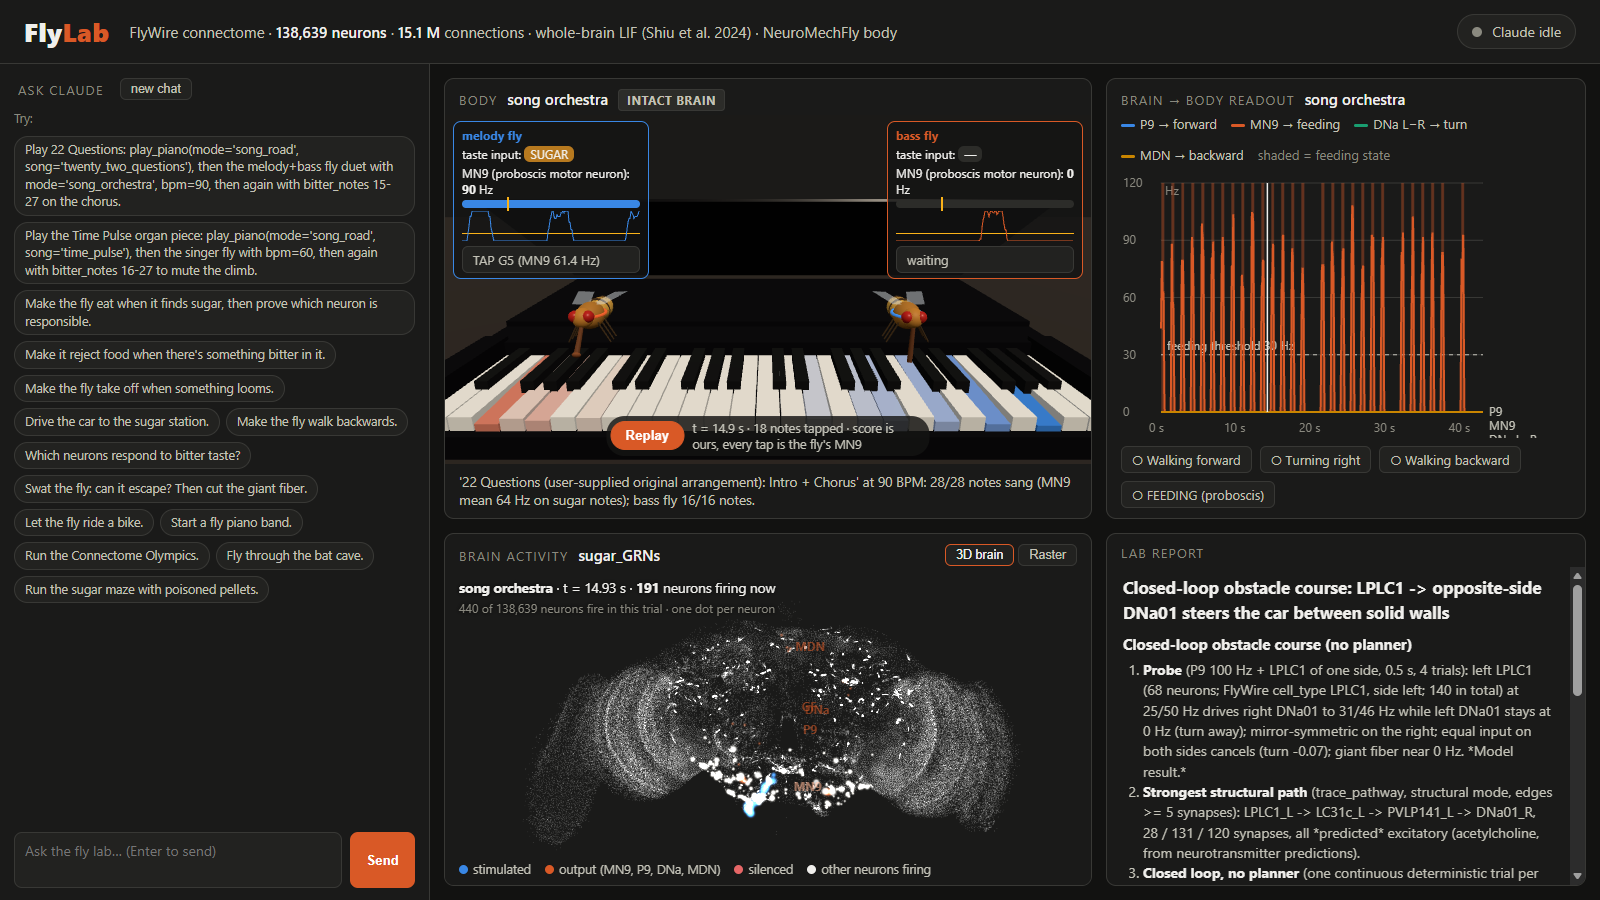 FlyLab
FlyWire connectome · 138,639 neurons · 15.1 M connections · whole-brain LIF (Shiu et al. 2024) · NeuroMechFly body
Claude idle
ASK CLAUDE
new chat
Try:
Play 22 Questions: play_piano(mode='song_road',
song='twenty_two_questions'), then the melody+bass fly duet with
mode='song_orchestra', bpm=90, then again with bitter_notes 15-
27 on the chorus.
Play the Time Pulse organ piece: play_piano(mode='song_road',
song='time_pulse'), then the singer fly with bpm=60, then again
with bitter_notes 16-27 to mute the climb.
Make the fly eat when it finds sugar, then prove which neuron is
responsible.
Make it reject food when there's something bitter in it.
Make the fly take off when something looms.
Drive the car to the sugar station.
Make the fly walk backwards.
Which neurons respond to bitter taste?
Swat the fly: can it escape? Then cut the giant fiber.
Let the fly ride a bike.
Start a fly piano band.
Run the Connectome Olympics.
Fly through the bat cave.
Run the sugar maze with poisoned pellets.
Ask the fly lab... (Enter to send)
Send
BODY song orchestra INTACT BRAIN
melody fly
taste input: SUGAR
MN9 (proboscis motor neuron):
90 Hz
TAP G5 (MN9 61.4 Hz)
bass fly
taste input: —
MN9 (proboscis motor neuron): 0
Hz
waiting
Replay
t = 14.9 s · 18 notes tapped · score is
ours, every tap is the fly's MN9
'22 Questions (user-supplied original arrangement): Intro + Chorus' at 90 BPM: 28/28 notes sang (MN9
mean 64 Hz on sugar notes); bass fly 16/16 notes.
BRAIN ACTIVITY sugar_GRNs
3D brain
Raster
song orchestra · t = 14.93 s · 191 neurons firing now
440 of 138,639 neurons fire in this trial · one dot per neuron
MDN
GF
DNa
P9
MN9
stimulated
output (MN9, P9, DNa, MDN)
silenced
other neurons firing
BRAIN → BODY READOUT song orchestra
P9 → forward
MN9 → feeding
DNa L−R → turn
MDN → backward
shaded = feeding state
Hz
120
90
60
30
0
feeding threshold 30 Hz
0 s
10 s
20 s
30 s
40 s
P9
MN9
DNa L-R
Walking forward
Turning right
Walking backward
FEEDING (proboscis)
LAB REPORT
Closed-loop obstacle course: LPLC1 -> opposite-side
DNa01 steers the car between solid walls
Closed-loop obstacle course (no planner)
1. Probe (P9 100 Hz + LPLC1 of one side, 0.5 s, 4 trials): left LPLC1
(68 neurons; FlyWire cell_type LPLC1, side left; 140 in total) at
25/50 Hz drives right DNa01 to 31/46 Hz while left DNa01 stays at
0 Hz (turn away); mirror-symmetric on the right; equal input on
both sides cancels (turn -0.07); giant fiber near 0 Hz. *Model
result.*
2. Strongest structural path (trace_pathway, structural mode, edges
>= 5 synapses): LPLC1_L -> LC31c_L -> PVLP141_L -> DNa01_R,
28 / 131 / 120 synapses, all *predicted* excitatory (acetylcholine,
from neurotransmitter predictions).
3. Closed loop, no planner (one continuous deterministic trial per